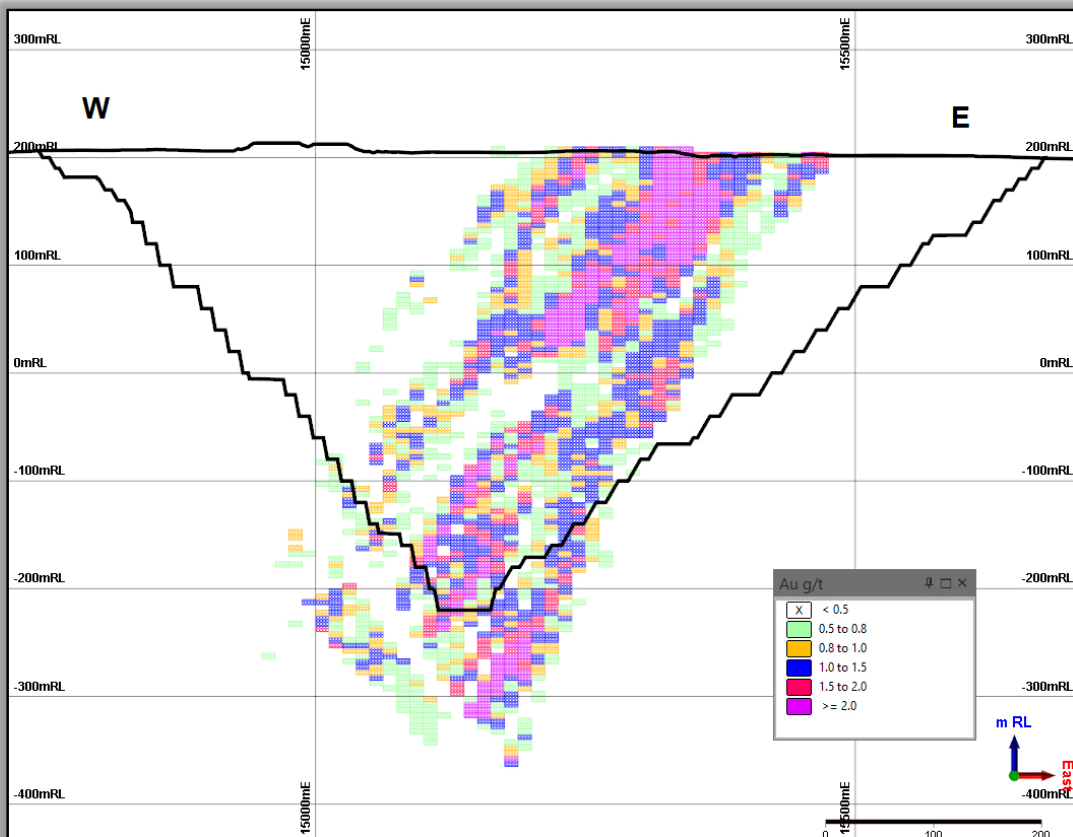 15000mE
15500mE
300mRL
300mRL
W
E
200mRL
200mRL
100mRL
100mRL
0mRL
0mRL
-100mRL
-100mRL
-200mRL
-200mRL
Au g/t
X < 0.5
0.5 to 0.8
0.8 to 1.0
1.0 to 1.5
1.5 to 2.0
>= 2.0
-300mRL
-300mRL
m RL
East
-400mRL
-400mRL
15000mE
15500mE
0 100 200